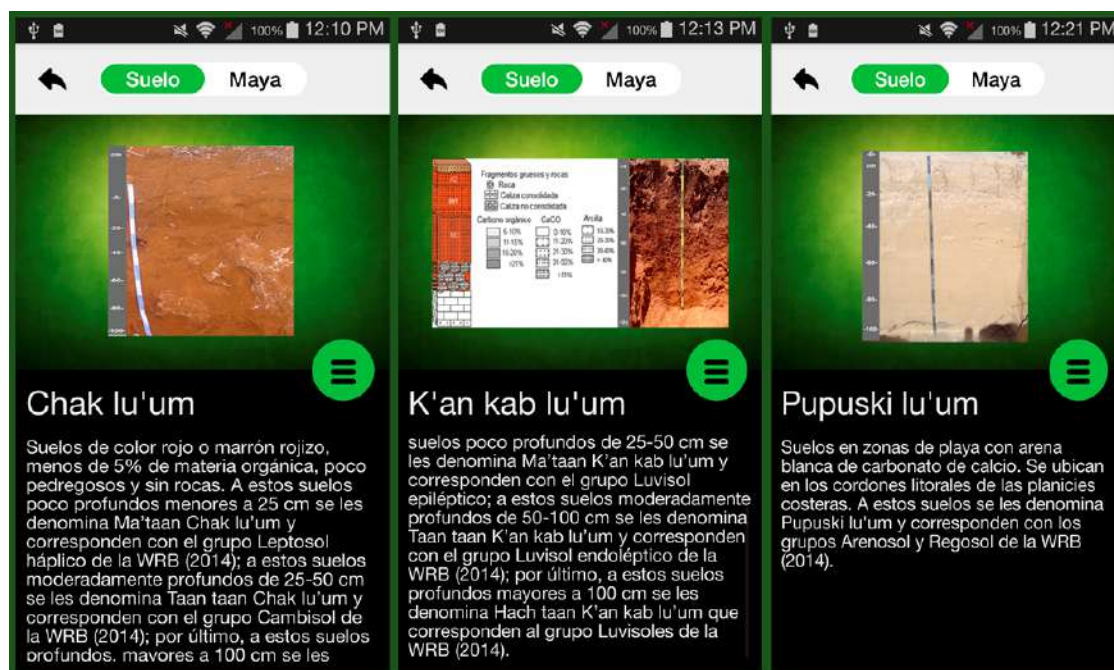 100% 12:10 PM
Suelo Maya
Chak lu'um
Suelos de color rojo o marrón rojizo,
menos de 5% de materia orgánica, poco
pedregosos y sin rocas. A estos suelos
poco profundos menores a 25 cm se les
denomina Ma'taan Chak lu'um y
corresponden con el grupo Leptosol
háplico de la WRB (2014); a estos suelos
moderadamente profundos de 25-50 cm
se les denomina Taan taan Chak lu'um y
corresponden con el grupo Cambisol de
la WRB (2014); por último, a estos suelos
profundos, mayores a 100 cm se les
100% 12:13 PM
Suelo Maya
Fragmentos gruesos y rocas
Roca
Caliza consolidada
Caliza no consolidada
Carbono orgánico CaCO Arcilla
K'an kab lu'um
suelos poco profundos de 25-50 cm se
les denomina Ma'taan K'an kab lu'um y
corresponden con el grupo Luvisol
epiléptico; a estos suelos moderadamente
profundos de 50-100 cm se les denomina
Taan taan K'an kab lu'um y corresponden
con el grupo Luvisol endoléptico de la
WRB (2014); por último, a estos suelos
profundos mayores a 100 cm se les
denomina Hach taan K'an kab lu'um que
corresponden al grupo Luvisoles de la
WRB (2014).
100% 12:21 PM
Suelo Maya
Pupuski lu'um
Suelos en zonas de playa con arena
blanca de carbonato de calcio. Se ubican
en los cordones litorales de las planicies
costeras. A estos suelos se les denomina
Pupuski lu'um y corresponden con los
grupos Arenosol y Regosol de la WRB
(2014).